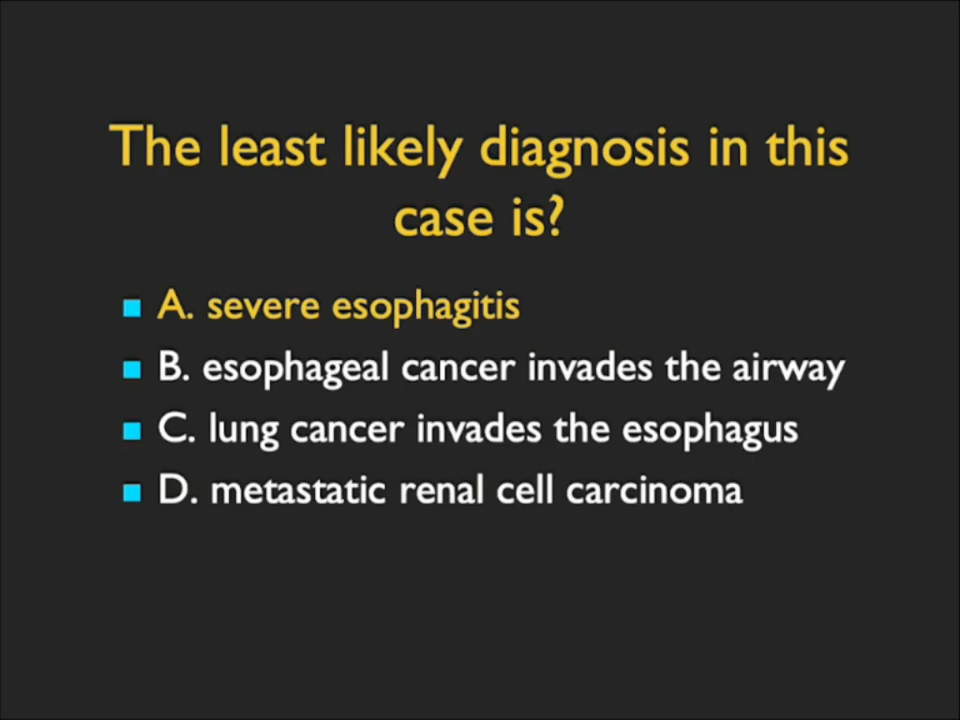 The least likely diagnosis in this
case is?
A. severe esophagitis
B. esophageal cancer invades the airway
C. lung cancer invades the esophagus
D. metastatic renal cell carcinoma